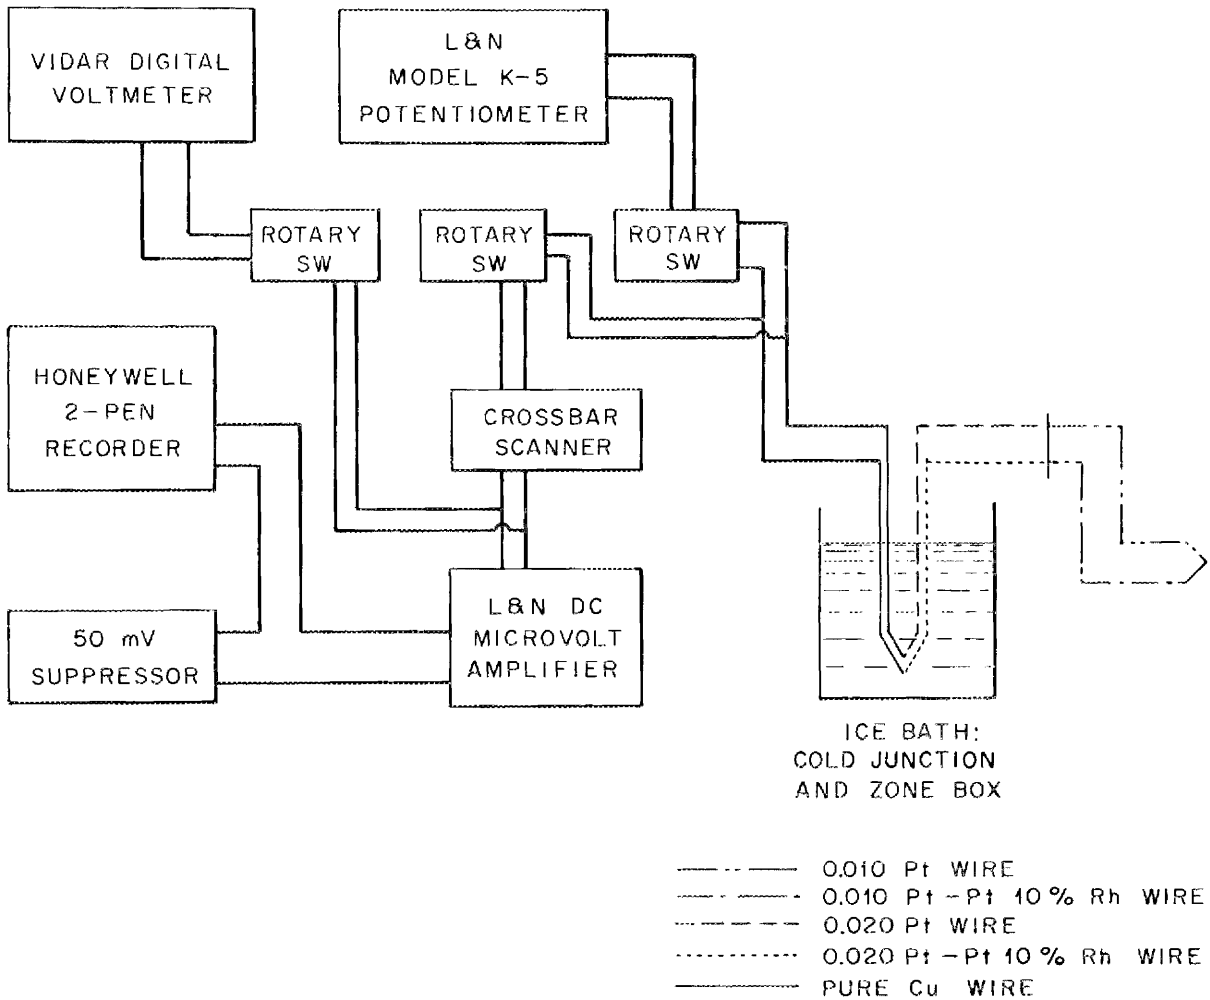 VIDAR DIGITAL
VOLTMETER
L&N
MODEL K-5
POTENTIOMETER
ROTARY
SW
ROTARY
SW
ROTARY
SW
HONEYWELL
2-PEN
RECORDER
CROSSBAR
SCANNER
50 mV
SUPPRESSOR
L&N DC
MICROVOLT
AMPLIFIER
ICE BATH:
COLD JUNCTION
AND ZONE BOX
0.010 Pt WIRE
0.010 Pt-Pt 10% Rh WIRE
0.020 Pt WIRE
0.020 Pt-Pt 10% Rh WIRE
PURE Cu WIRE